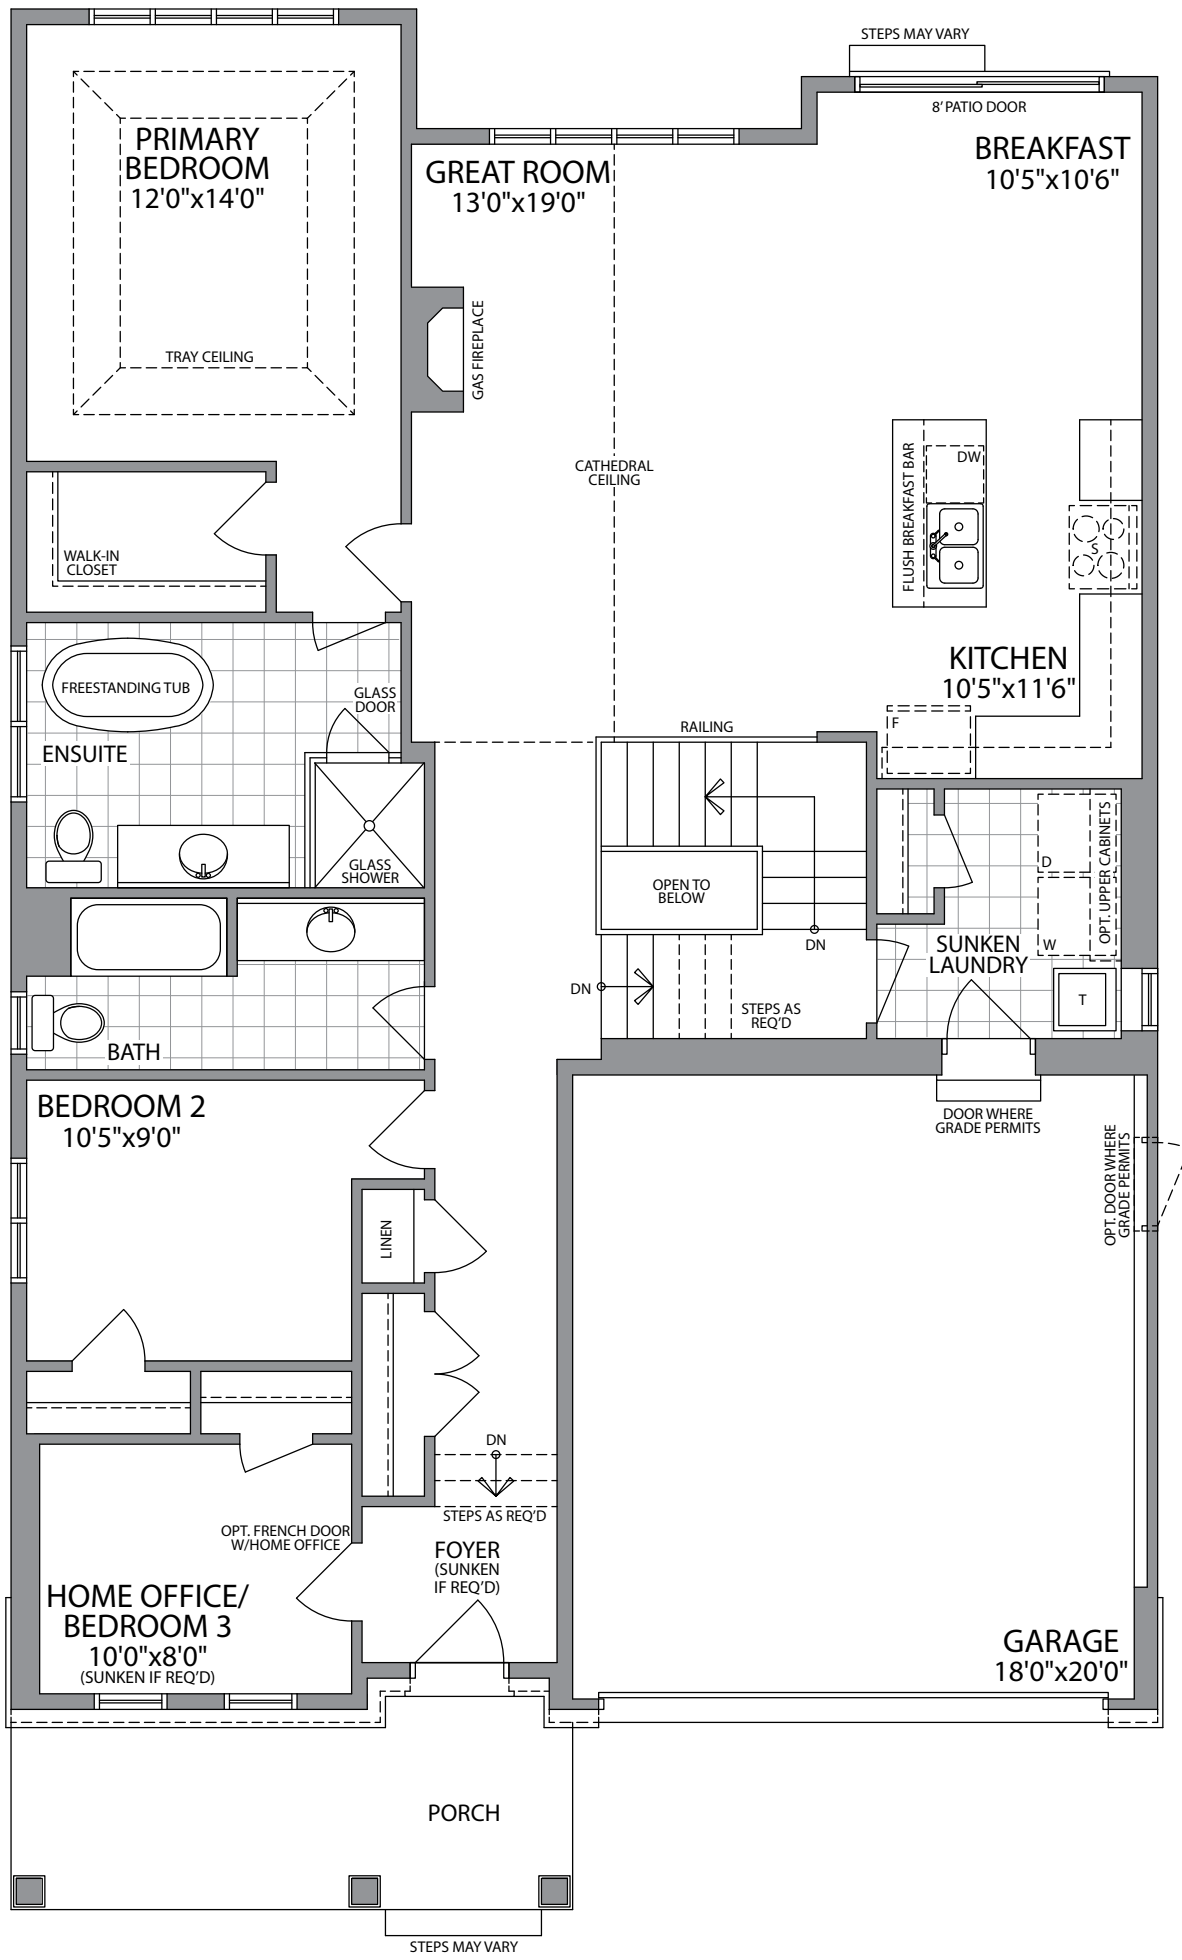 STEPS MAY VARY
8' PATIO DOOR
PRIMARY
BEDROOM
12'0"x14'0"
GREAT ROOM
13'0"x19'0"
BREAKFAST
10'5"x10'6"
TRAY CEILING
GAS FIREPLACE
CATHEDRAL
CEILING
FLUSH BREAKFAST BAR
DW
S
WALK-IN
CLOSET
KITCHEN
10'5"x11'6"
F
FREESTANDING TUB
GLASS
DOOR
ENSUITE
RAILING
GLASS
SHOWER
OPEN TO
BELOW
D
W
OPT. UPPER CABINETS
DN
SUNKEN
LAUNDRY
DN
STEPS AS
REQ'D
T
BATH
BEDROOM 2
10'5"x9'0"
DOOR WHERE
GRADE PERMITS
OPT. DOOR WHERE
GRADE PERMITS
LINEN
DN
STEPS AS REQ'D
OPT. FRENCH DOOR
W/HOME OFFICE
FOYER
(SUNKEN
IF REQ'D)
HOME OFFICE/
BEDROOM 3
10'0"x8'0"
(SUNKEN IF REQ'D)
GARAGE
18'0"x20'0"
PORCH
STEPS MAY VARY